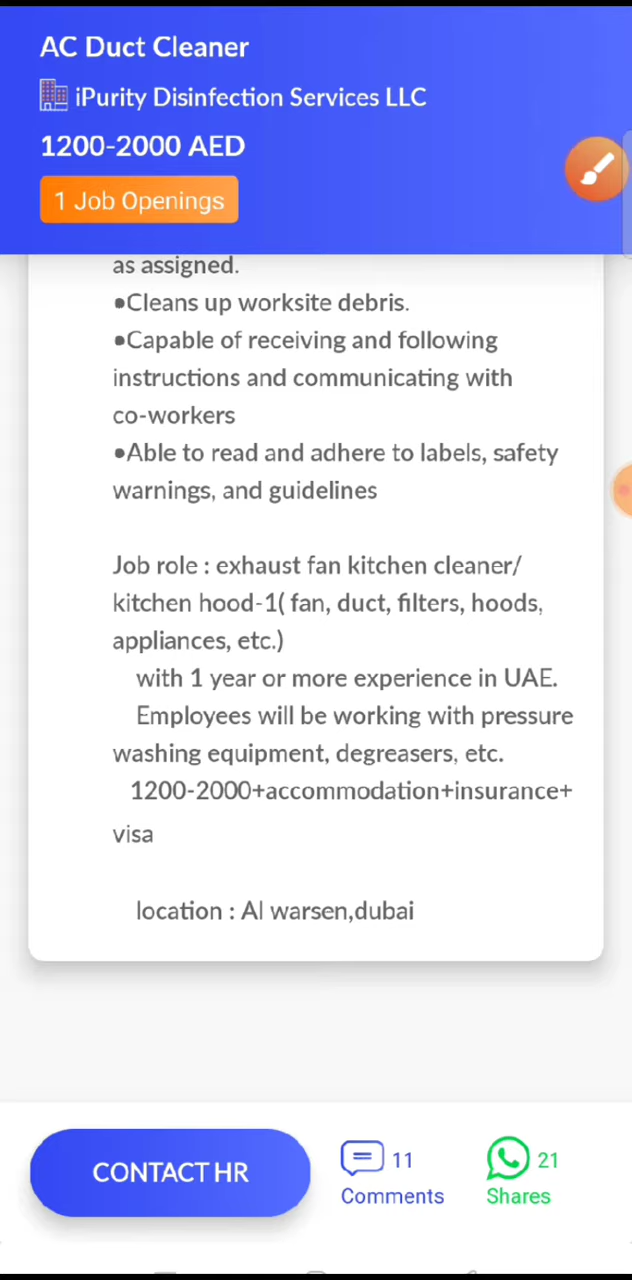 AC Duct Cleaner
iPurity Disinfection Services LLC
1200-2000 AED
1 Job Openings
as assigned.
•Cleans up worksite debris.
•Capable of receiving and following
instructions and communicating with
co-workers
•Able to read and adhere to labels, safety
warnings, and guidelines
Job role : exhaust fan kitchen cleaner/
kitchen hood-1( fan, duct, filters, hoods,
appliances, etc.)
with 1 year or more experience in UAE.
Employees will be working with pressure
washing equipment, degreasers, etc.
1200-2000+accommodation+insurance+
visa
location : Al warsen,dubai
CONTACT HR
11
Comments
21
Shares